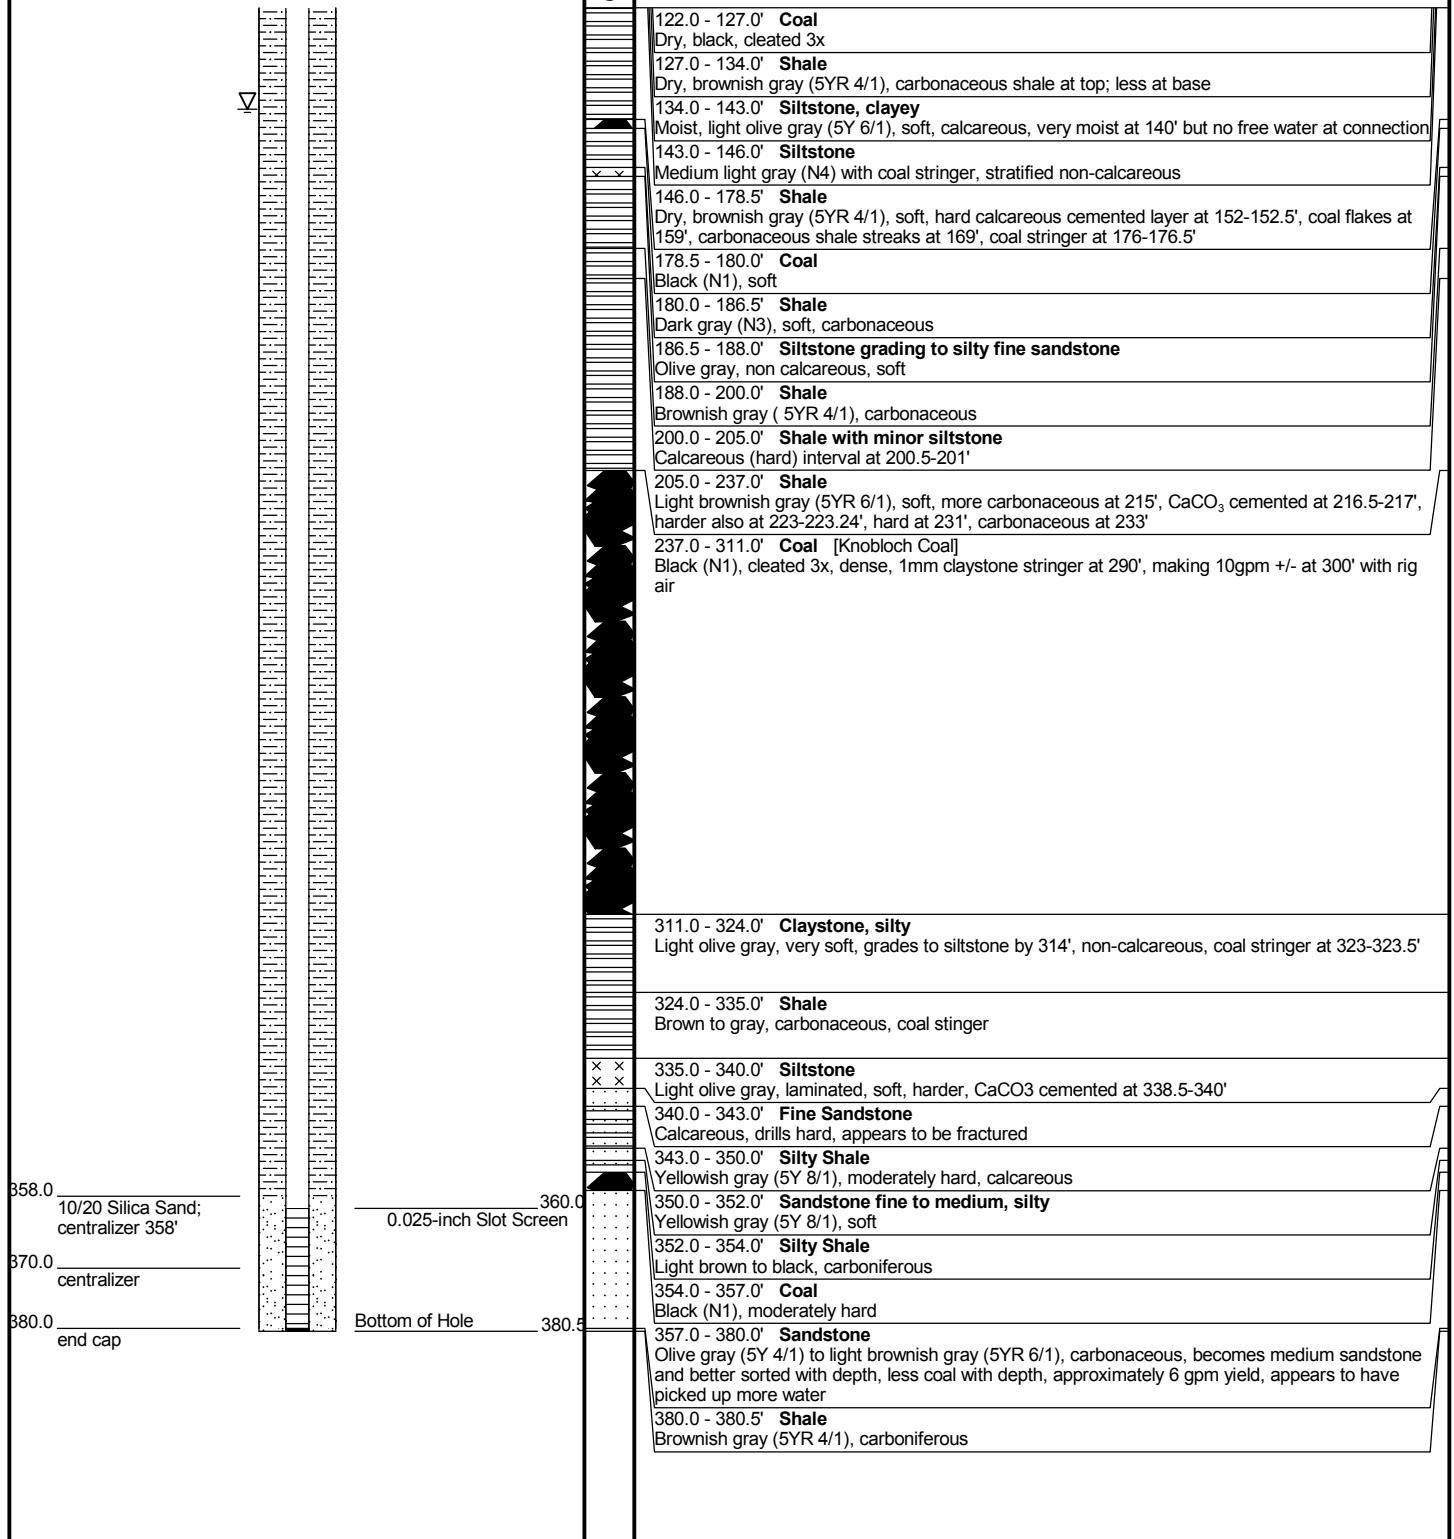 122.0 - 127.0' Coal
Dry, black, cleated 3x
127.0 - 134.0' Shale
Dry, brownish gray (5YR 4/1), carbonaceous shale at top; less at base
134.0 - 143.0' Siltstone, clayey
Moist, light olive gray (5Y 6/1), soft, calcareous, very moist at 140' but no free water at connection
143.0 - 146.0' Siltstone
Medium light gray (N4) with coal stringer, stratified non-calcareous
146.0 - 178.5' Shale
Dry, brownish gray (5YR 4/1), soft, hard calcareous cemented layer at 152-152.5', coal flakes at
159', carbonaceous shale streaks at 169', coal stringer at 176-176.5'
178.5 - 180.0' Coal
Black (N1), soft
180.0 - 186.5' Shale
Dark gray (N3), soft, carbonaceous
186.5 - 188.0' Siltstone grading to silty fine sandstone
Olive gray, non calcareous, soft
188.0 - 200.0' Shale
Brownish gray ( 5YR 4/1), carbonaceous
200.0 - 205.0' Shale with minor siltstone
Calcareous (hard) interval at 200.5-201'
205.0 - 237.0' Shale
Light brownish gray (5YR 6/1), soft, more carbonaceous at 215', CaCO₃ cemented at 216.5-217',
harder also at 223-223.24', hard at 231', carbonaceous at 233'
237.0 - 311.0' Coal [Knobloch Coal]
Black (N1), cleated 3x, dense, 1mm claystone stringer at 290', making 10gpm +/- at 300' with rig
air
311.0 - 324.0' Claystone, silty
Light olive gray, very soft, grades to siltstone by 314', non-calcareous, coal stringer at 323-323.5'
324.0 - 335.0' Shale
Brown to gray, carbonaceous, coal stinger
335.0 - 340.0' Siltstone
Light olive gray, laminated, soft, harder, CaCO3 cemented at 338.5-340'
340.0 - 343.0' Fine Sandstone
Calcareous, drills hard, appears to be fractured
343.0 - 350.0' Silty Shale
Yellowish gray (5Y 8/1), moderately hard, calcareous
350.0 - 352.0' Sandstone fine to medium, silty
Yellowish gray (5Y 8/1), soft
352.0 - 354.0' Silty Shale
Light brown to black, carboniferous
354.0 - 357.0' Coal
Black (N1), moderately hard
357.0 - 380.0' Sandstone
Olive gray (5Y 4/1) to light brownish gray (5YR 6/1), carbonaceous, becomes medium sandstone
and better sorted with depth, less coal with depth, approximately 6 gpm yield, appears to have
picked up more water
380.0 - 380.5' Shale
Brownish gray (5YR 4/1), carboniferous
358.0
10/20 Silica Sand;
centralizer 358'
370.0
centralizer
380.0
end cap
360.0
0.025-inch Slot Screen
Bottom of Hole 380.5